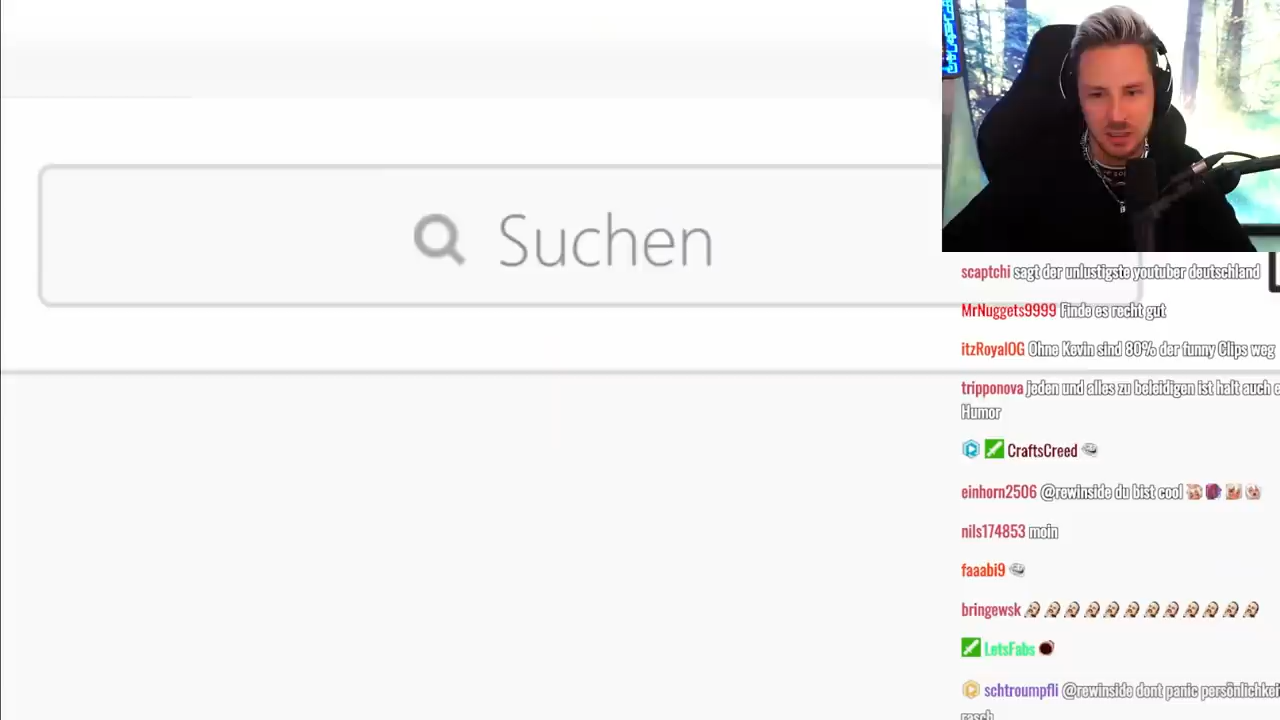 Suchen
scaptchi sagt der unlustigste youtuber deutschland
MrNuggets9999 Finde es recht gut
itzRoyalOG Ohne Kevin sind 80% der funny Clips weg
tripponova jeden und alles zu beleidigen ist halt auch
Humor
CraftsCreed
einhorn2506 @rewinside du bist cool
nils174853 moin
faaabi9
bringewsk
LetsFabs
schtroumpfli @rewinside dont panic persönlichkei
rasch